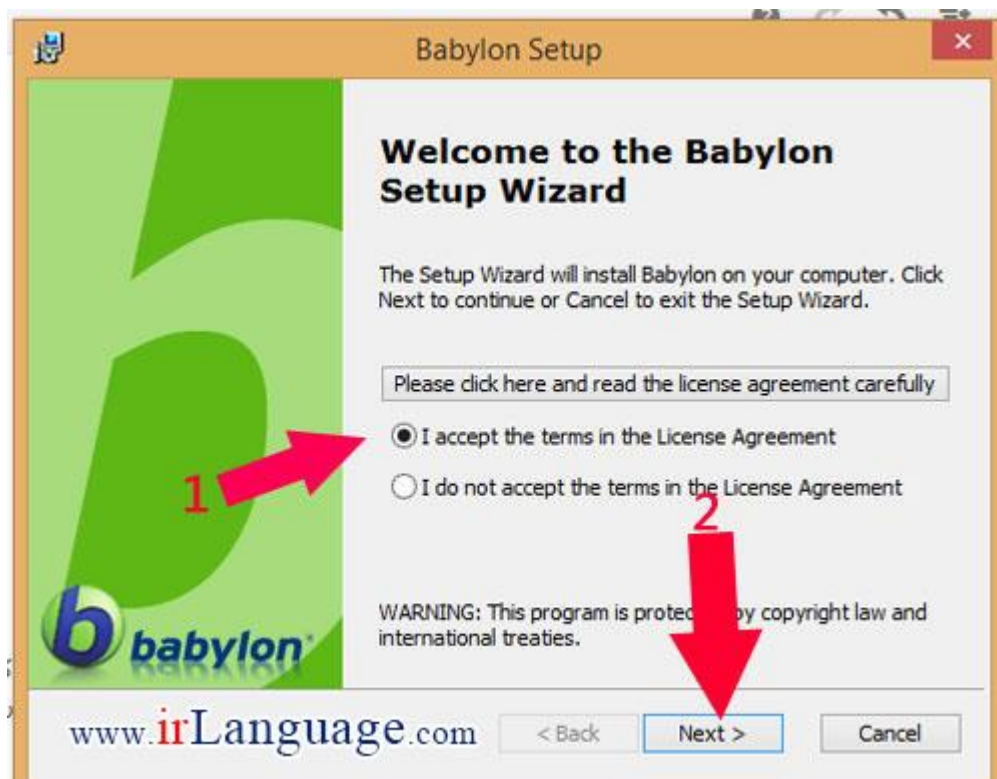 Babylon Setup
Welcome to the Babylon
Setup Wizard
The Setup Wizard will install Babylon on your computer. Click
Next to continue or Cancel to exit the Setup Wizard.
Please click here and read the license agreement carefully
I accept the terms in the License Agreement
1
I do not accept the terms in the License Agreement
2
WARNING: This program is by copyright law and
international treaties.
b babylon
www.irLanguage.com
< Back
Next >
Cancel